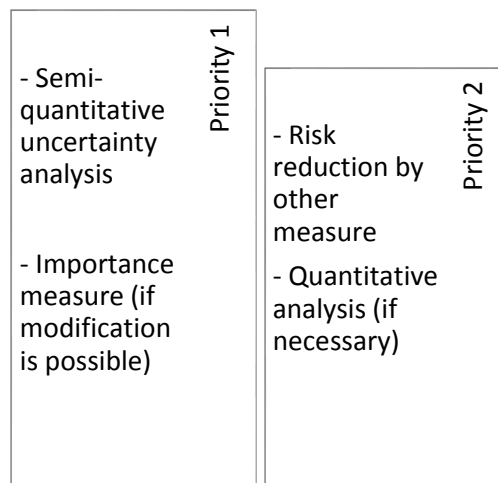 Priority 1
- Semi-
quantitative
uncertainty
analysis
- Importance
measure (if
modification
is possible)
Priority 2
- Risk
reduction by
other
measure
- Quantitative
analysis (if
necessary)